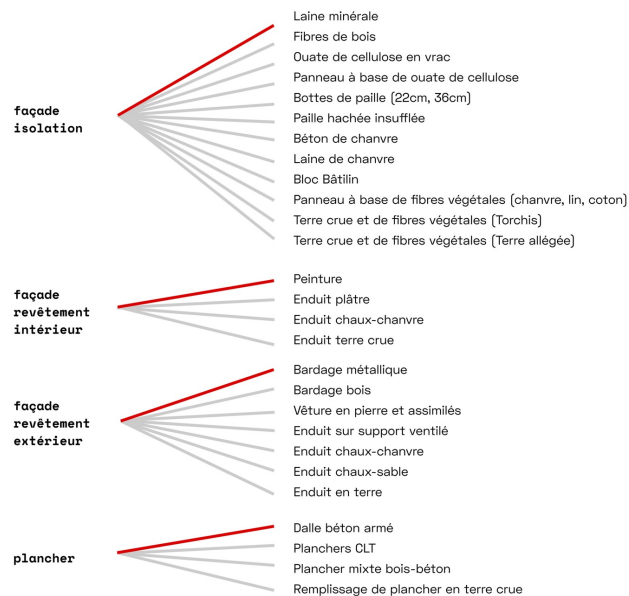 façade
isolation
Laine minérale
Fibres de bois
Ouate de cellulose en vrac
Panneau à base de ouate de cellulose
Bottes de paille (22cm, 36cm)
Paille hachée insufflée
Béton de chanvre
Laine de chanvre
Bloc Bâtilin
Panneau à base de fibres végétales (chanvre, lin, coton)
Terre crue et de fibres végétales (Torchis)
Terre crue et de fibres végétales (Terre allégée)
façade
revêtement
intérieur
Peinture
Enduit plâtre
Enduit chaux-chanvre
Enduit terre crue
façade
revêtement
extérieur
Bardage métallique
Bardage bois
Vêture en pierre et assimilés
Enduit sur support ventilé
Enduit chaux-chanvre
Enduit chaux-sable
Enduit en terre
plancher
Dalle béton armé
Planchers CLT
Plancher mixte bois-béton
Remplissage de plancher en terre crue